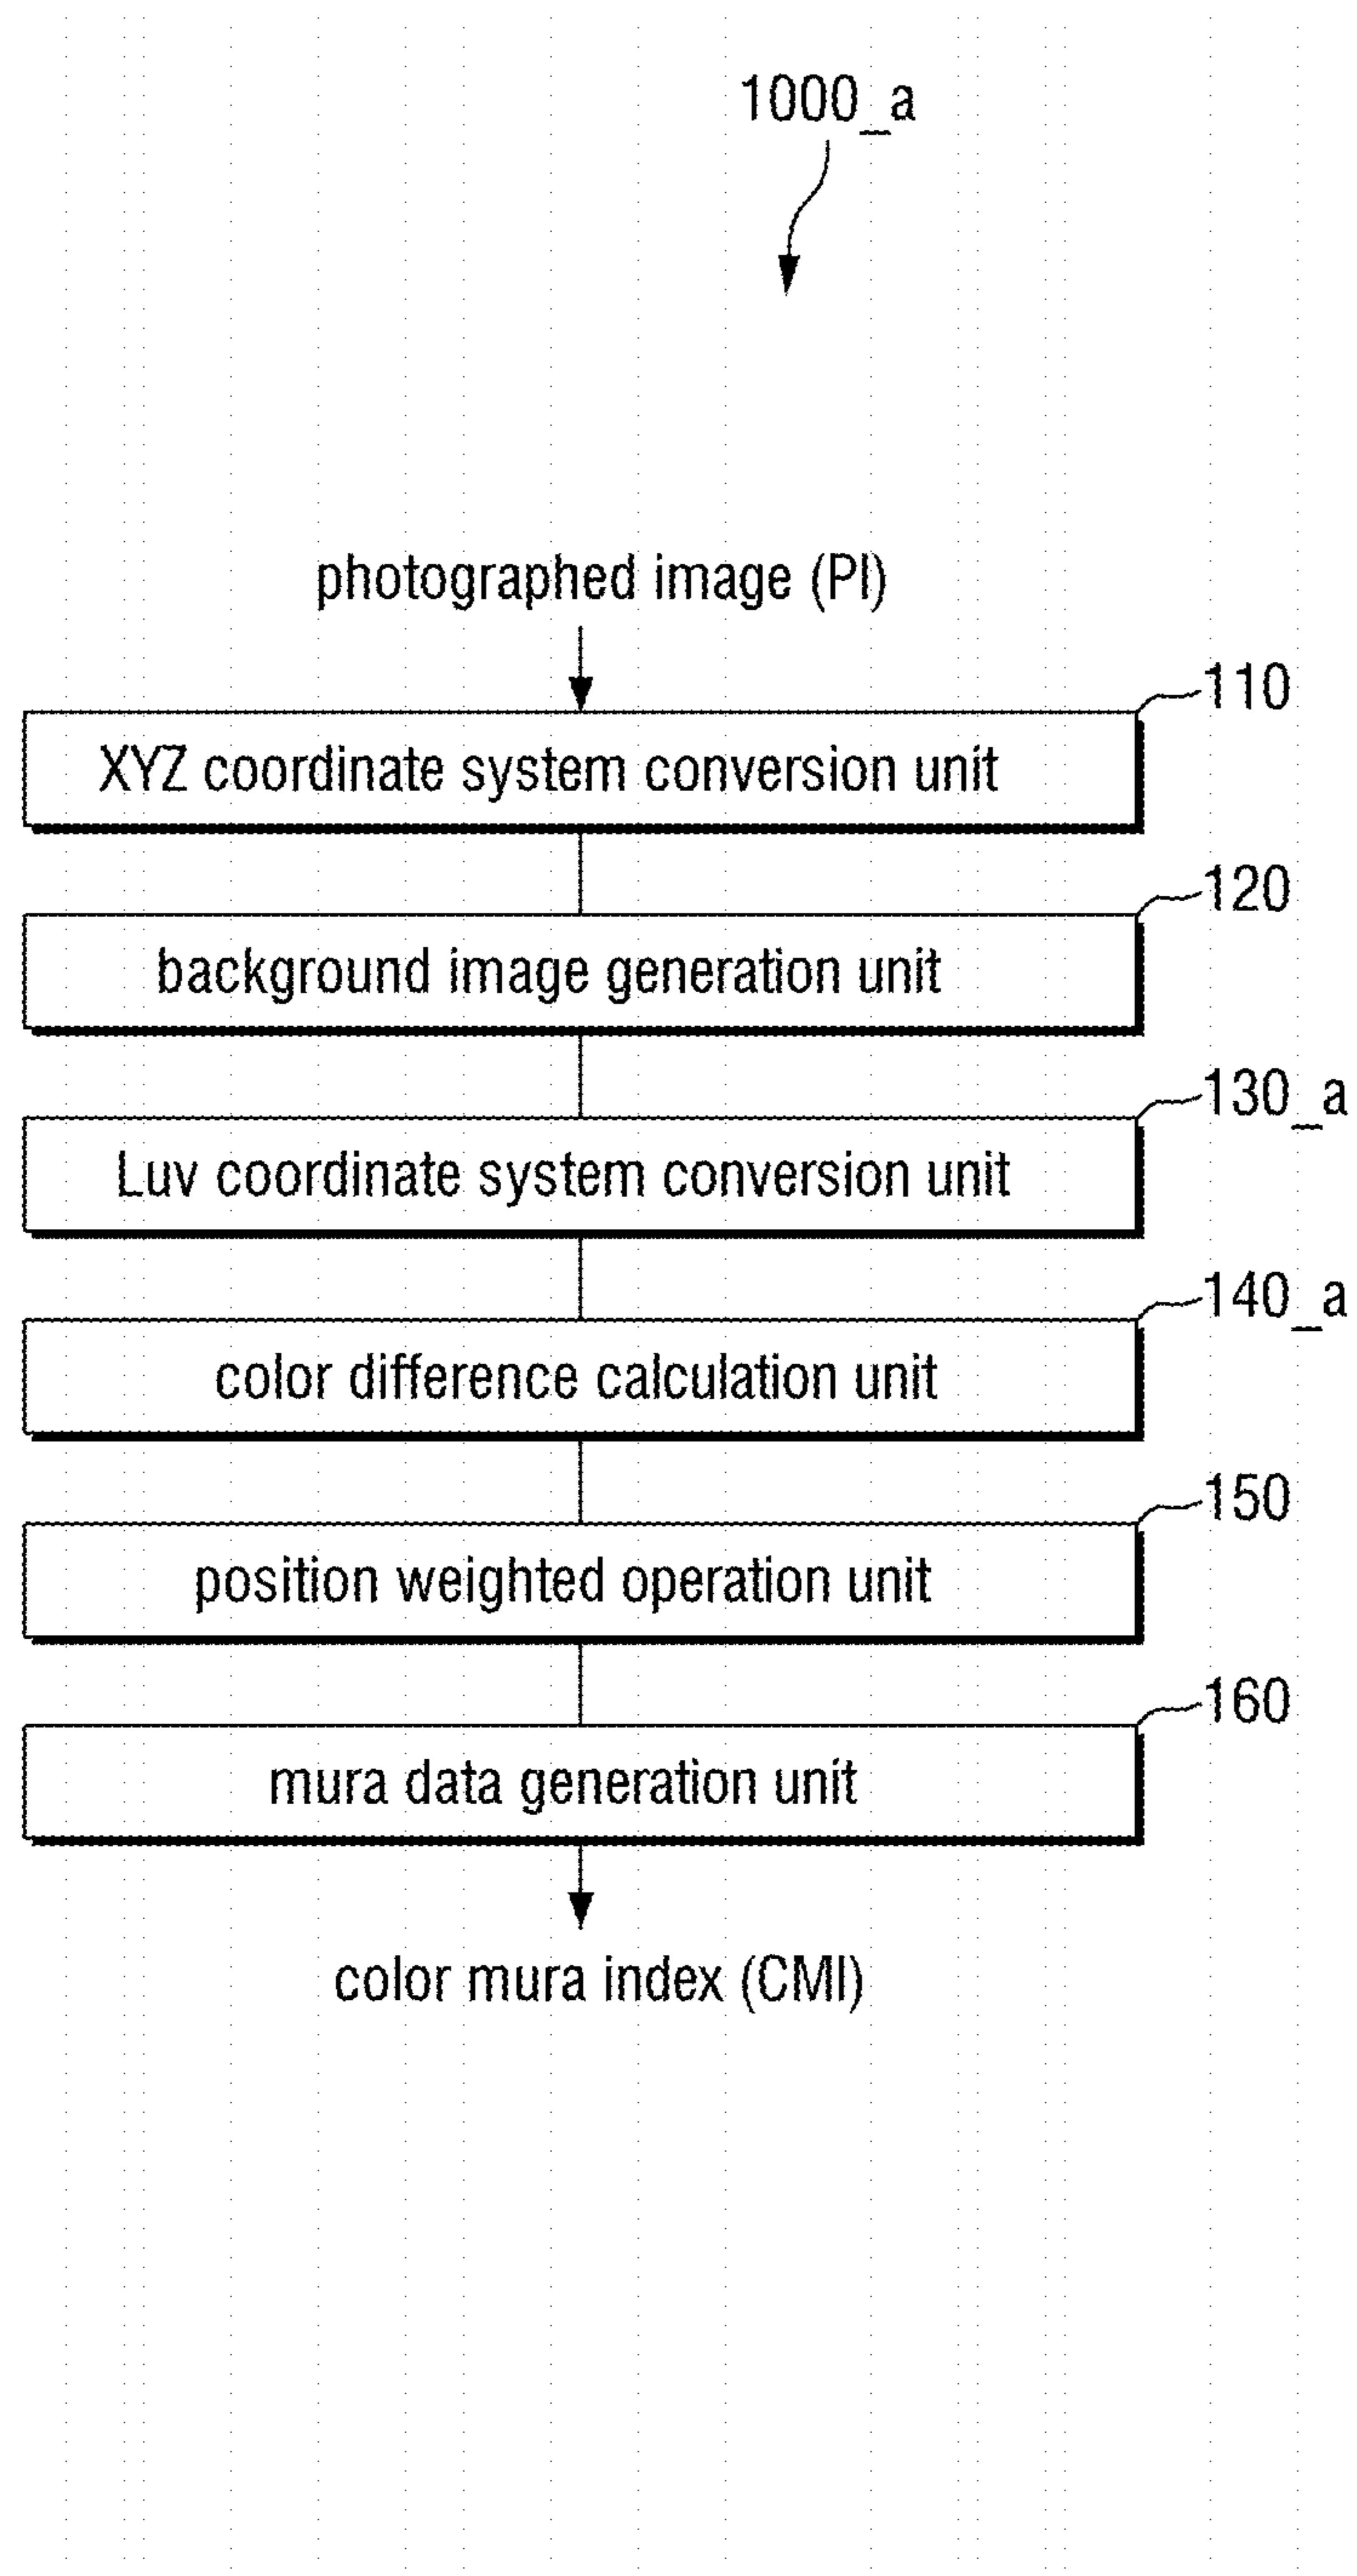 1000_a
photographed image (PI)
110
XYZ coordinate system conversion unit
120
background image generation unit
130_a
Luv coordinate system conversion unit
140_a
color difference calculation unit
150
position weighted operation unit
160
mura data generation unit
color mura index (CMI)